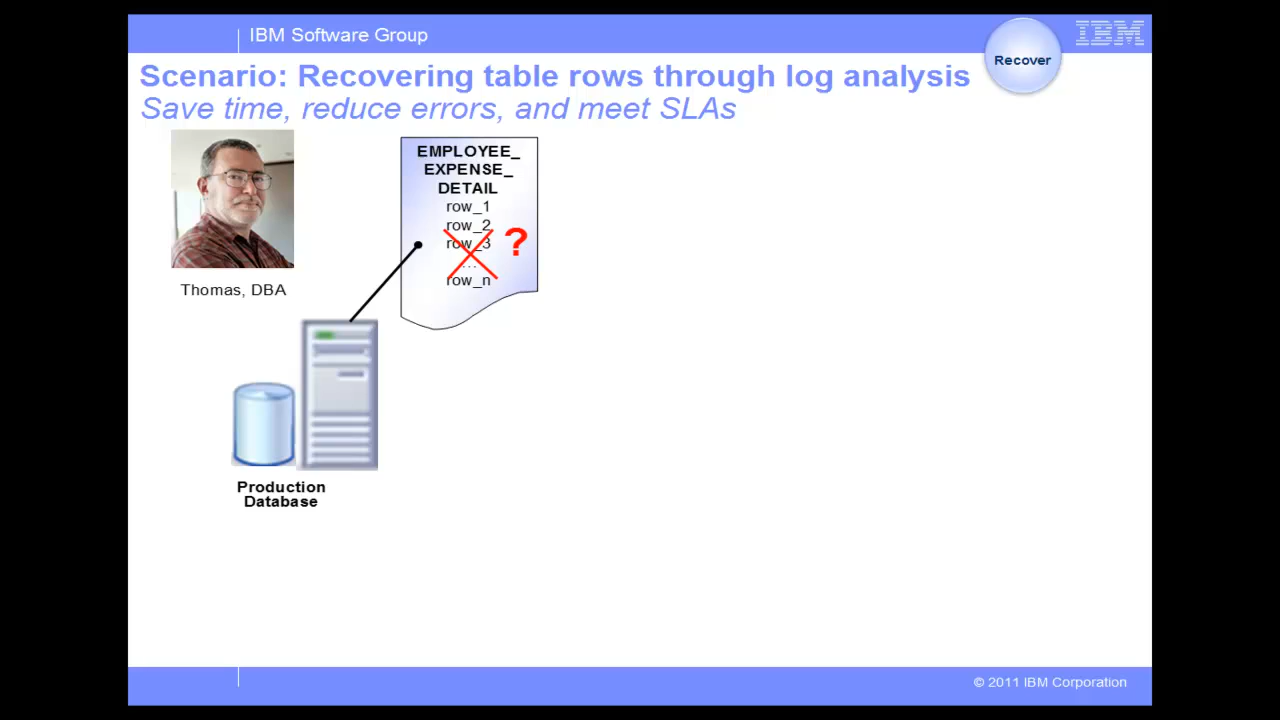 IBM Software Group
IBM
Recover
Scenario: Recovering table rows through log analysis
Save time, reduce errors, and meet SLAs
EMPLOYEE_
EXPENSE_
DETAIL
row_1
row_2
row_3
...
row_n
?
Thomas, DBA
Production
Database
© 2011 IBM Corporation